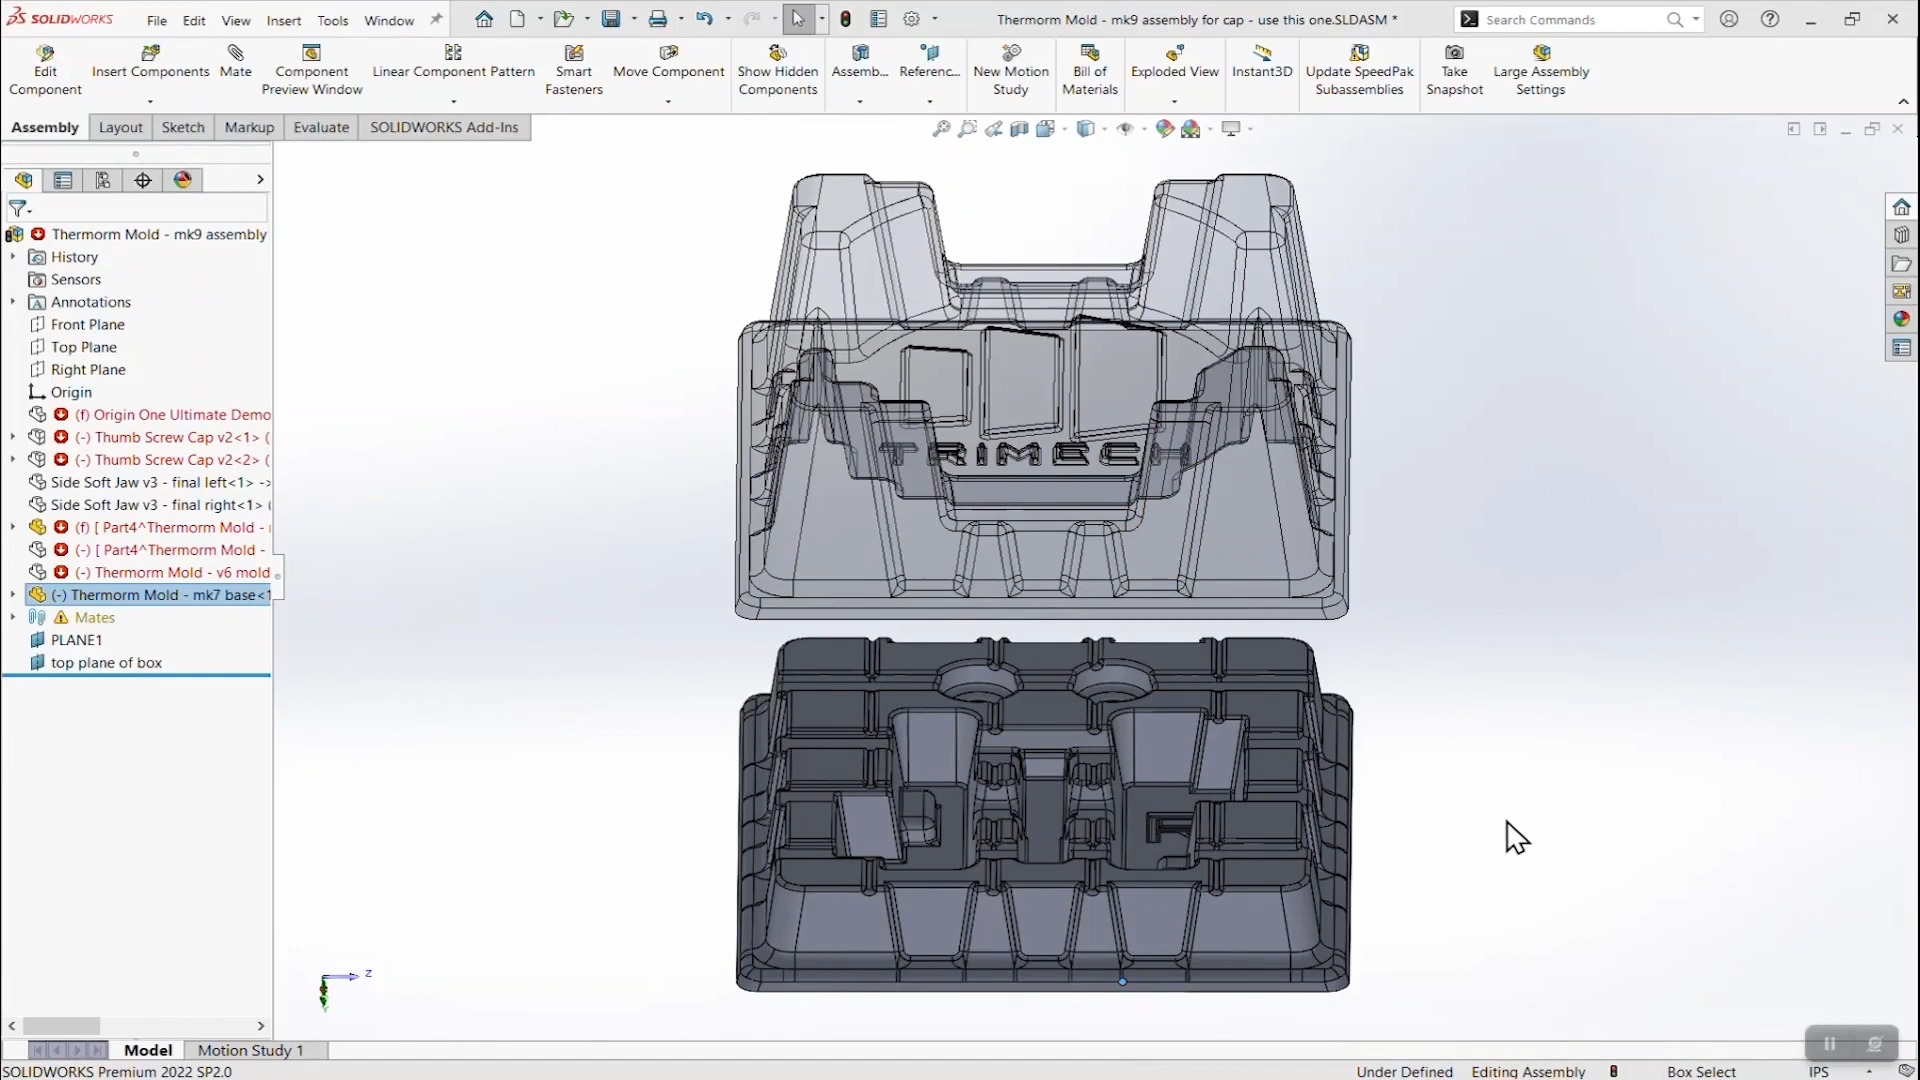 SOLIDWORKS File Edit View Insert Tools Window
Thermorm Mold - mk9 assembly for cap - use this one.SLDASM *
Search Commands
Edit Component
Insert Components
Mate
Component Preview Window
Linear Component Pattern
Smart Fasteners
Move Component
Show Hidden Components
Assemb...
Referenc...
New Motion Study
Bill of Materials
Exploded View
Instant3D
Update SpeedPak Subassemblies
Take Snapshot
Large Assembly Settings
Assembly Layout Sketch Markup Evaluate SOLIDWORKS Add-Ins
Thermorm Mold - mk9 assembly
History
Sensors
Annotations
Front Plane
Top Plane
Right Plane
Origin
(f) Origin One Ultimate Demo
(-) Thumb Screw Cap v2<1> (
(-) Thumb Screw Cap v2<2> (
Side Soft Jaw v3 - final left<1> ->
Side Soft Jaw v3 - final right<1> (
(f) [ Part4^Thermorm Mold -
(-) [ Part4^Thermorm Mold -
(-) Thermorm Mold - v6 mold
(-) Thermorm Mold - mk7 base<1
Mates
PLANE1
top plane of box
TRIMECH
Z
Y
Model Motion Study 1
SOLIDWORKS Premium 2022 SP2.0
Under Defined Editing Assembly Box Select IPS